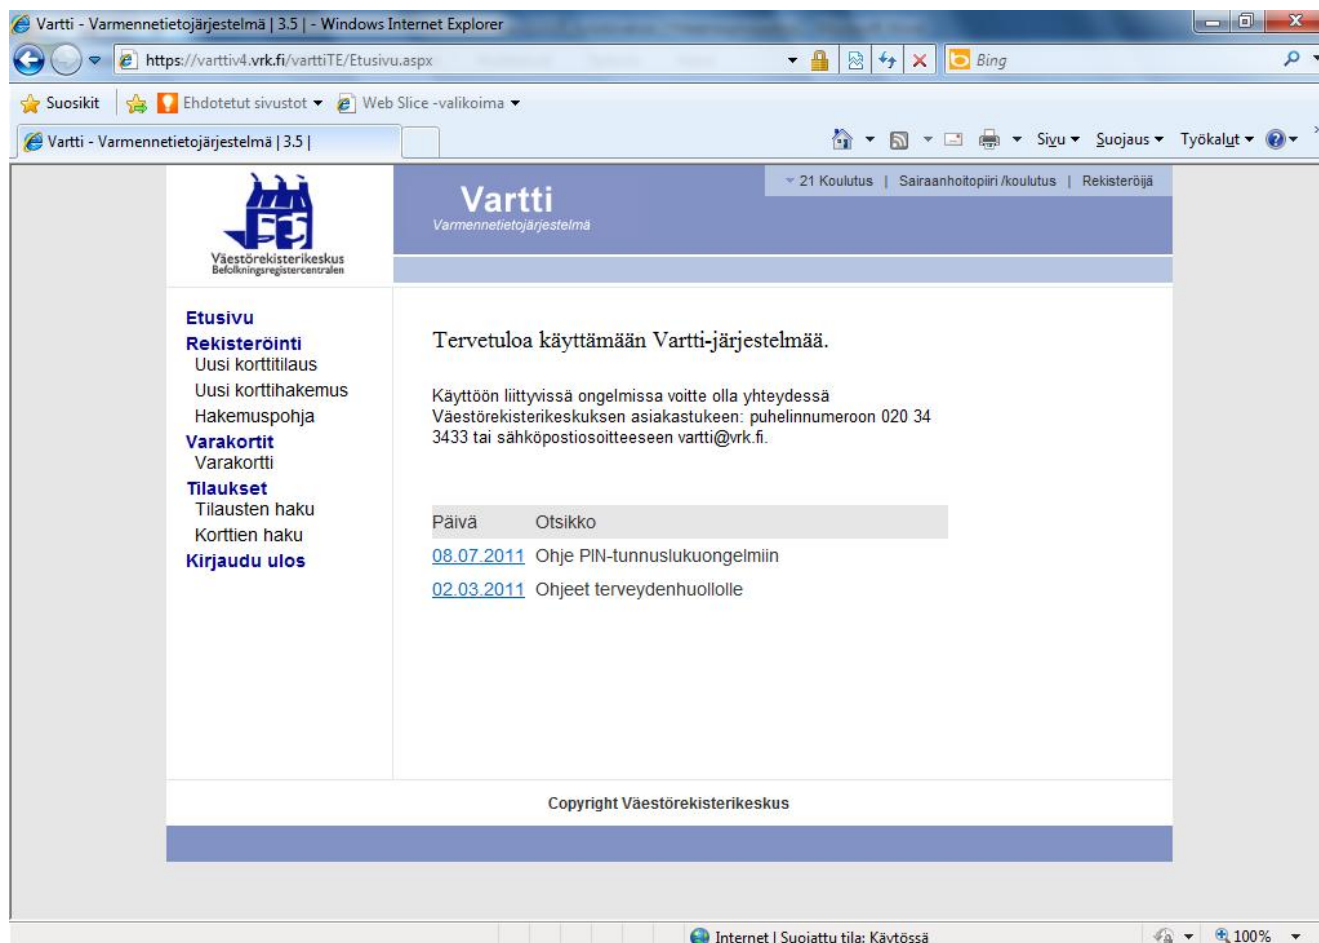 Vartti - Varmennetietojärjestelmä | 3.5 | - Windows Internet Explorer
https://varttiv4.vrk.fi/varttiTE/Etusivu.aspx
Bing
Suosikit
Ehdotetut sivustot
Web Slice -valikoima
Vartti - Varmennetietojärjestelmä | 3.5 |
Sivu
Suojaus
Työkalut
Väestörekisterikeskus
Befolkningsregistercentralen
Vartti
Varmennetietojärjestelmä
21 Koulutus | Sairaanhoitopiiri /koulutus | Rekisteröijä
Etusivu
Rekisteröinti
Uusi korttitilaus
Uusi korttihakemus
Hakemuspohja
Varakortit
Varakortti
Tilaukset
Tilausten haku
Korttien haku
Kirjaudu ulos
Tervetuloa käyttämään Vartti-järjestelmää.
Käyttöön liittyvissä ongelmissa voitte olla yhteydessä
Väestörekisterikeskuksen asiakastukeen: puhelinnumeroon 020 34
3433 tai sähköpostiosoitteeseen vartti@vrk.fi.
Päivä Otsikko
08.07.2011 Ohje PIN-tunnuslukuongelmiin
02.03.2011 Ohjeet terveydenhuollolle
Copyright Väestörekisterikeskus
Internet | Suojattu tila: Käytössä
100%